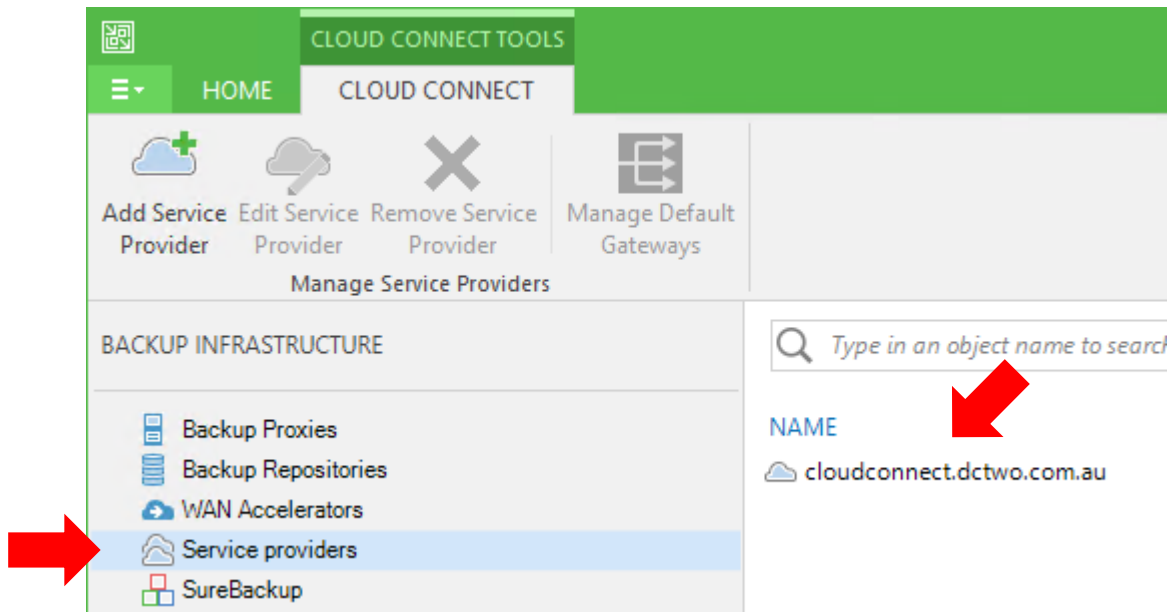 CLOUD CONNECT TOOLS
HOME
CLOUD CONNECT
Add Service Provider
Edit Service Provider
Remove Service Provider
Manage Default Gateways
Manage Service Providers
BACKUP INFRASTRUCTURE
Type in an object name to search
Backup Proxies
Backup Repositories
WAN Accelerators
Service providers
SureBackup
NAME
cloudconnect.dctwo.com.au